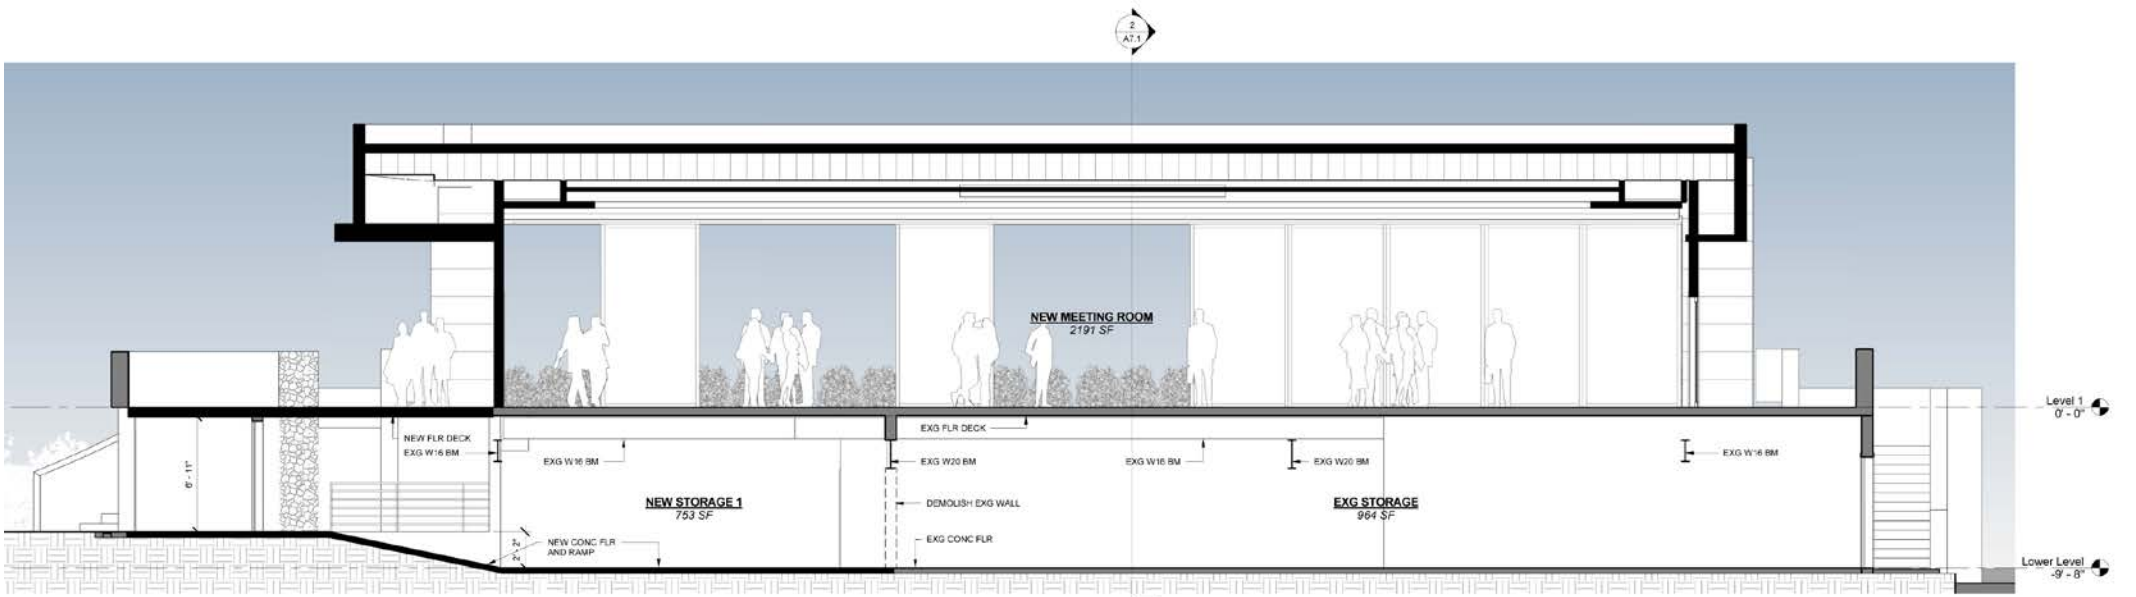 2
A7.1
NEW MEETING ROOM
2191 SF
Level 1
0' - 0"
NEW FLR DECK
EXG W16 BM
EXG W16 BM
EXG FLR DECK
EXG W20 BM
EXG W16 BM
EXG W20 BM
EXG W16 BM
6' - 11"
NEW STORAGE 1
753 SF
DEMOLISH EXG WALL
EXG STORAGE
964 SF
2' - 2"
NEW CONC FLR
AND RAMP
EXG CONC FLR
Lower Level
-9' - 8"